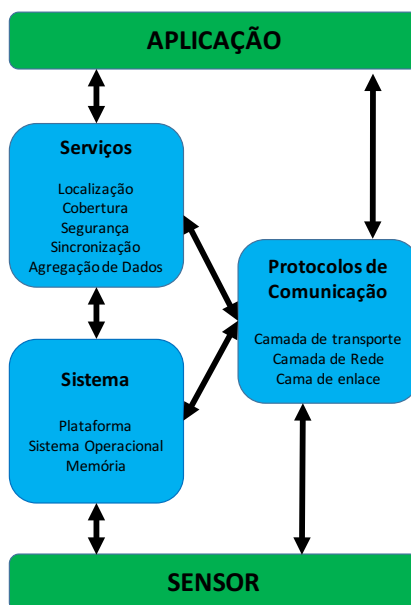 APLICAÇÃO
Serviços
Localização
Cobertura
Segurança
Sincronização
Agregação de Dados
Protocolos de
Comunicação
Camada de transporte
Camada de Rede
Cama de enlace
Sistema
Plataforma
Sistema Operacional
Memória
SENSOR